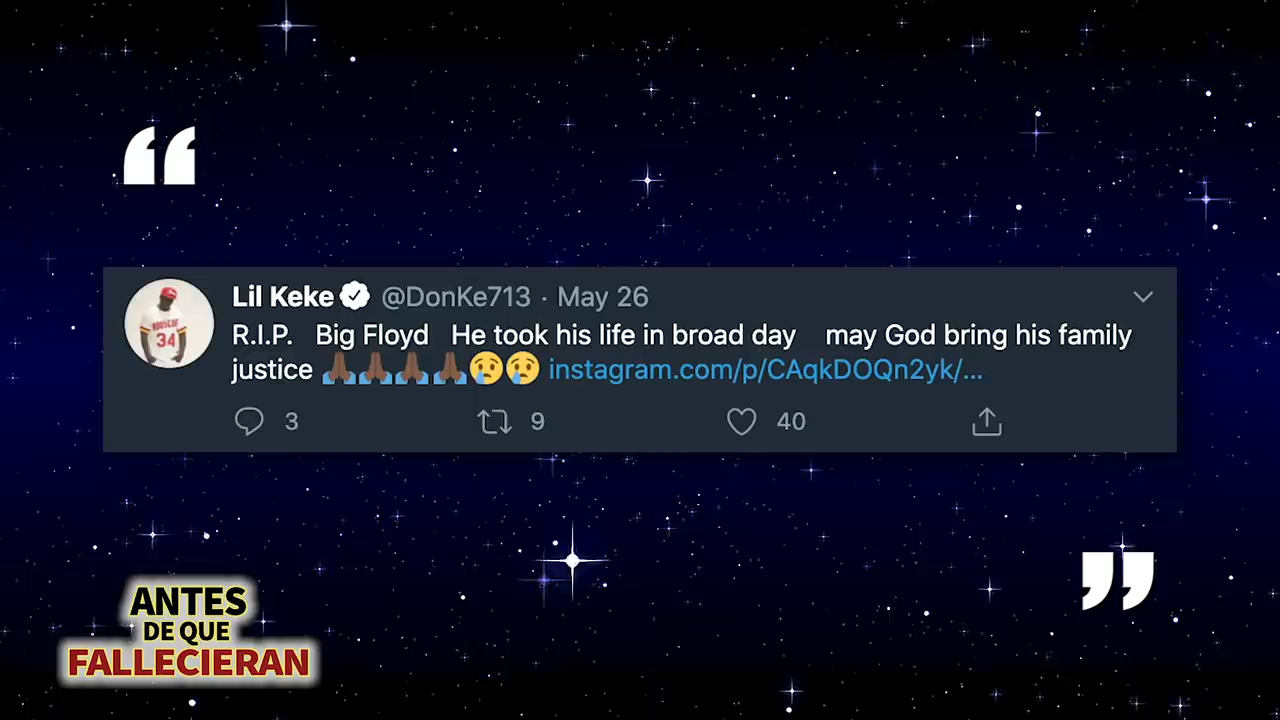 “
Lil Keke @DonKe713 · May 26
R.I.P. Big Floyd He took his life in broad day may God bring his family
justice 🙏🏾🙏🏾🙏🏾🙏🏾😢😢 instagram.com/p/CAqkDOQn2yk/...
3 9 40
”
ANTES
DE QUE
FALLECIERAN